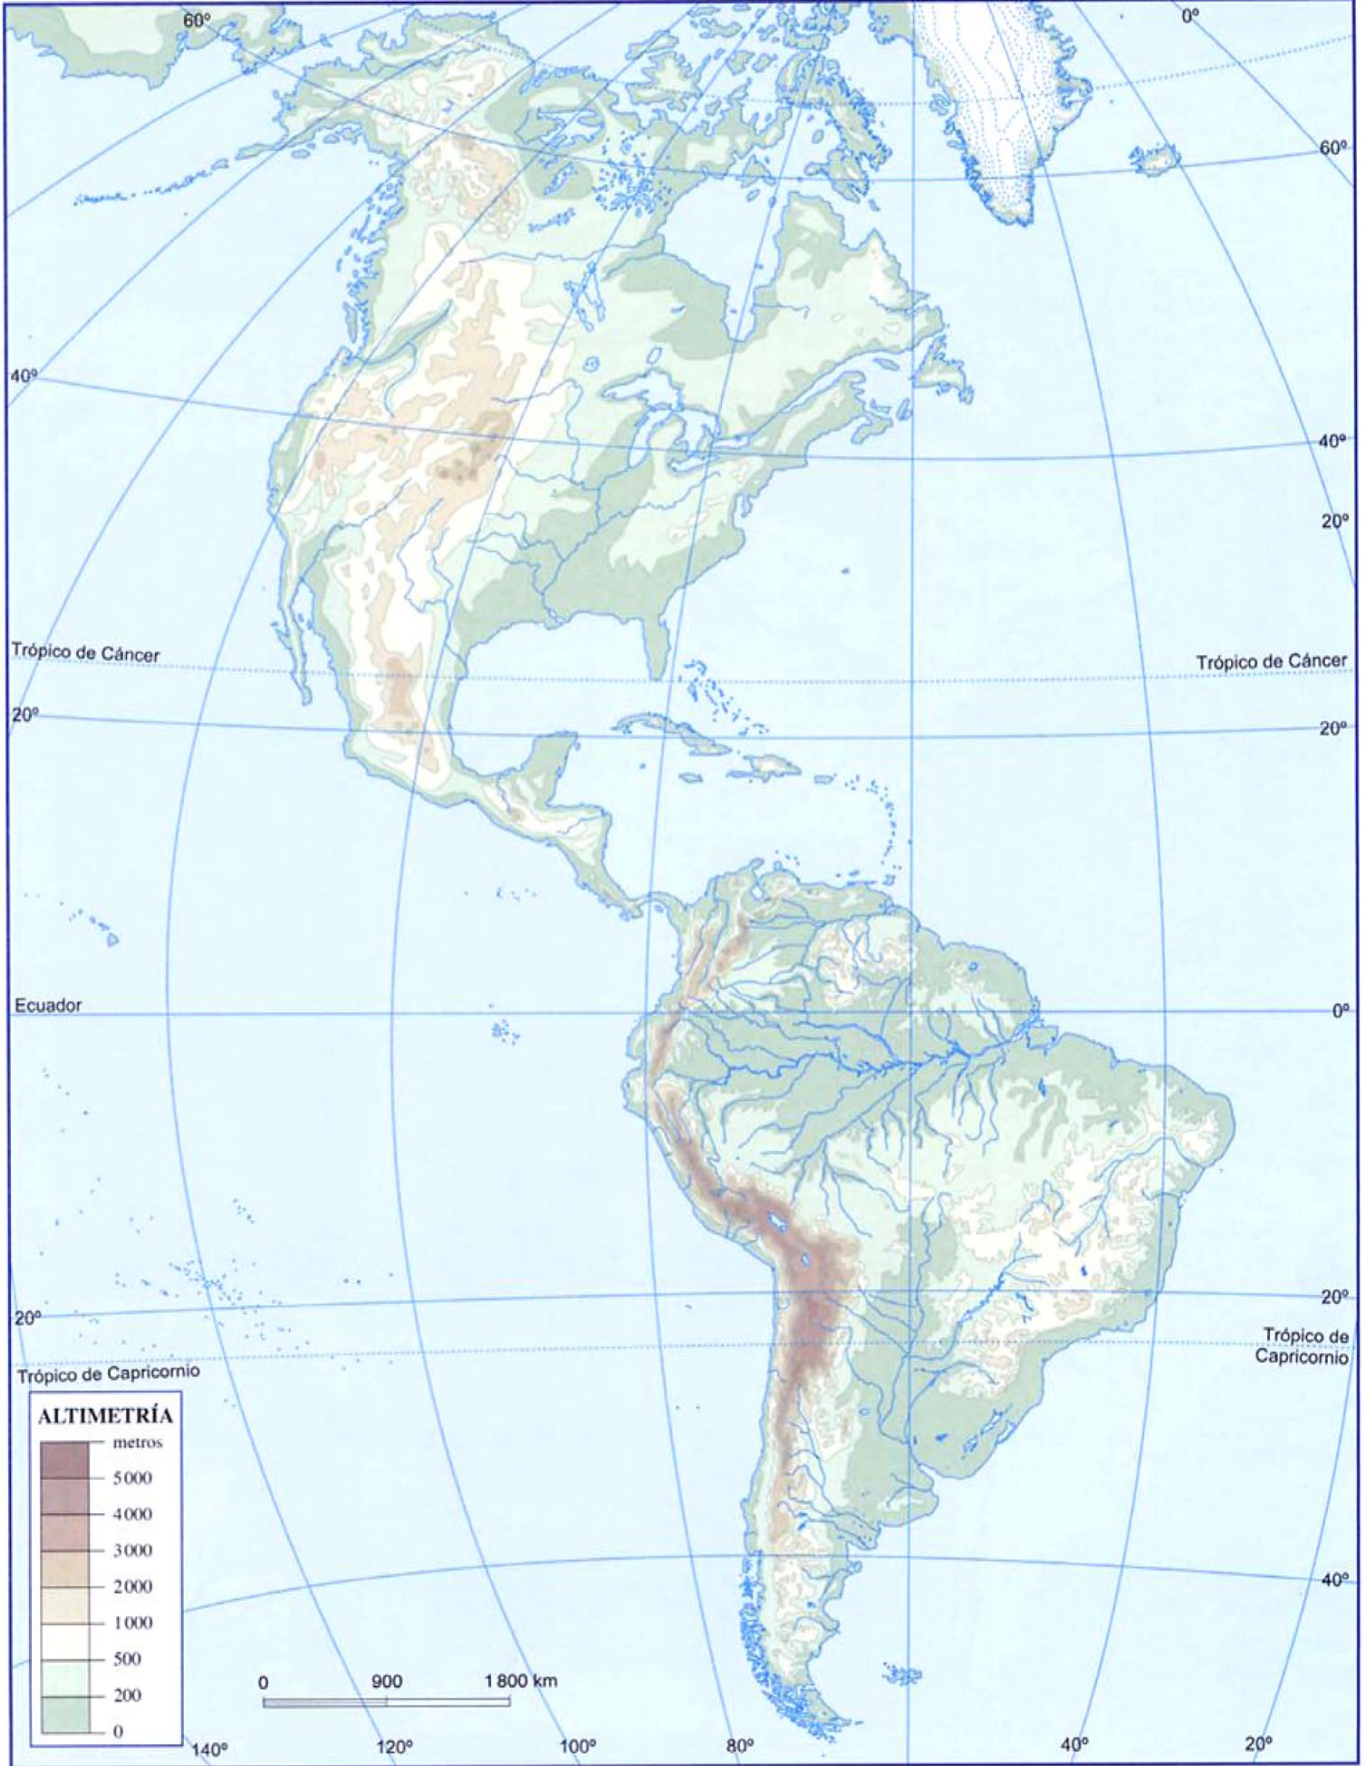 60º
0º
60º
40º
40º
20º
Trópico de Cáncer
Trópico de Cáncer
20º
20º
Ecuador
0º
20º
20º
Trópico de
Capricornio
Trópico de Capricornio
ALTIMETRÍA
metros
5000
4000
3000
2000
1000
500
200
0
40º
0 900 1 800 km
140º 120º 100º 80º 40º 20º